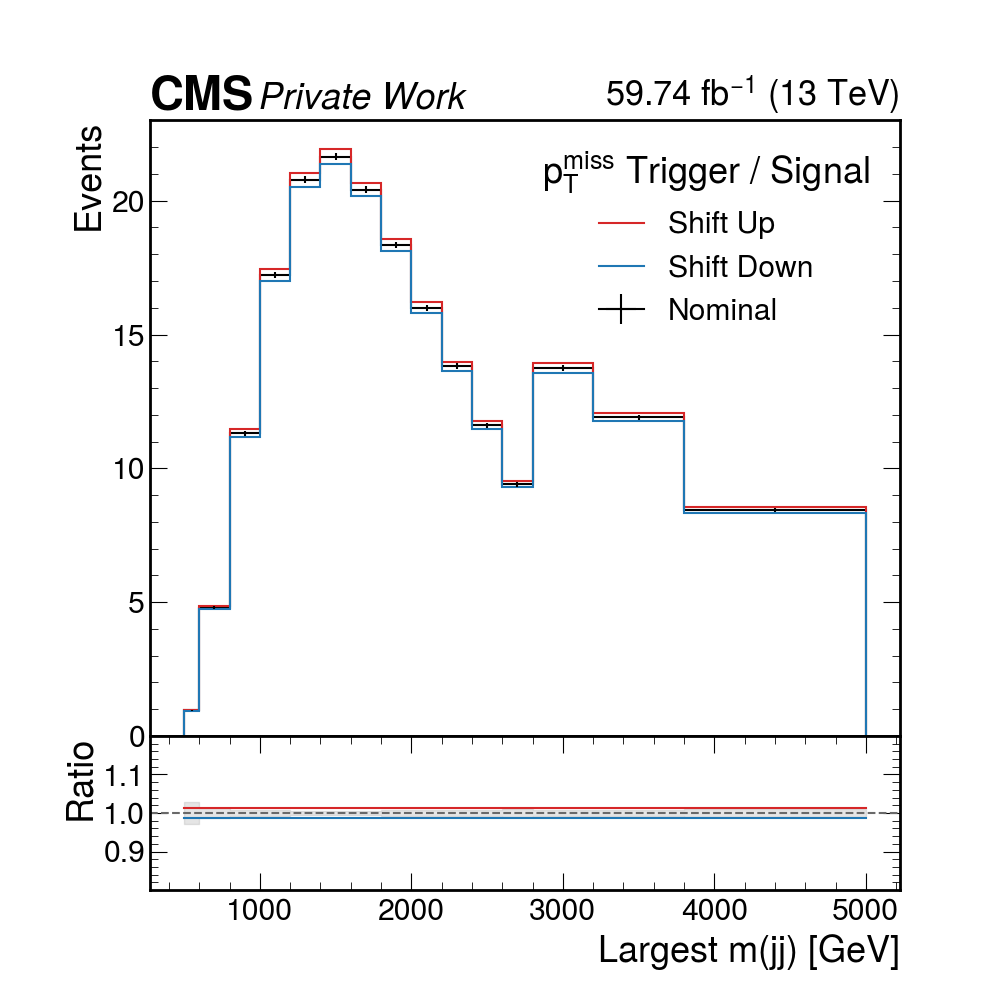 CMS Private Work 59.74 fb⁻¹ (13 TeV)
Events
p_T^miss Trigger / Signal
Shift Up
Shift Down
Nominal
20
15
10
5
0
Ratio
1.1
1.0
0.9
1000 2000 3000 4000 5000
Largest m(jj) [GeV]